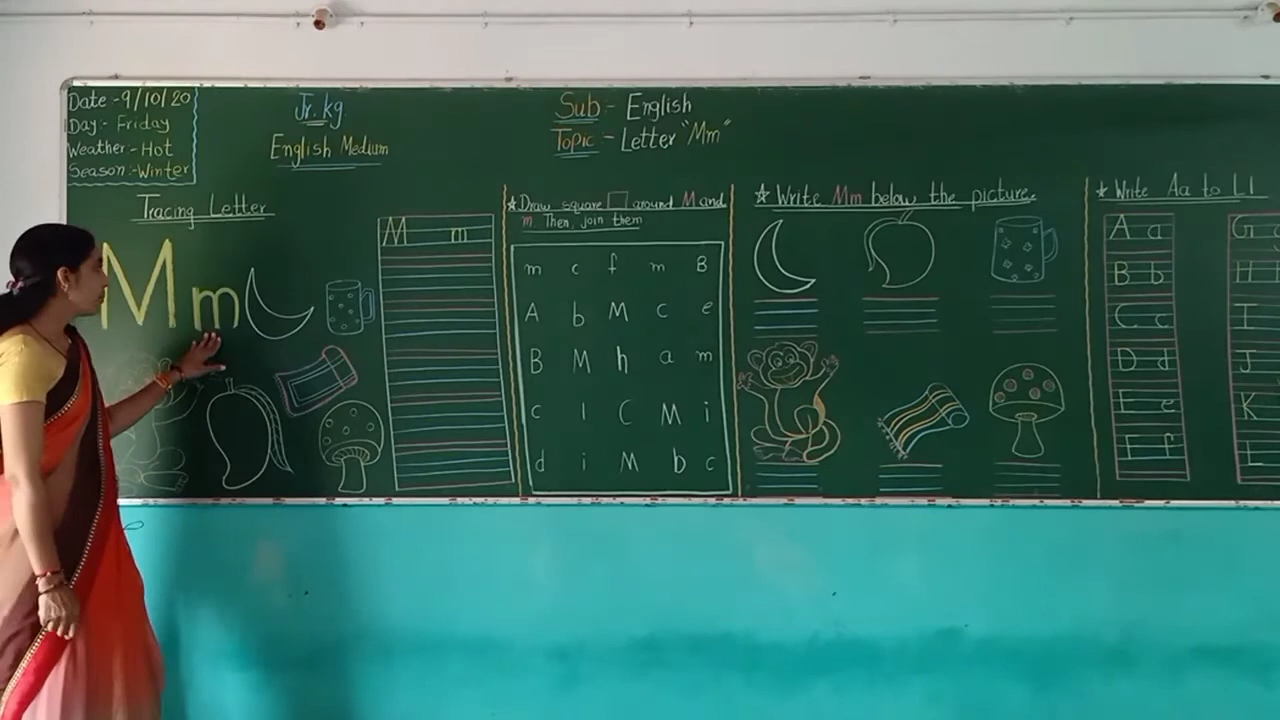 Date :-9/10/20
Day:- Friday
Weather:-Hot
Season:-Winter
Jr. kg
English Medium
Sub :- English
Topic :- Letter "Mm"
Tracing Letter
M m
M m
★ Draw square □ around M and
m. Then, join them
m c f m B
A b M c e
B M h a m
c l C M i
d i M b c
★ Write Mm below the picture.
★ Write Aa to Ll
A a
B b
C c
D d
E e
F f
G g
H
I
J
K
L